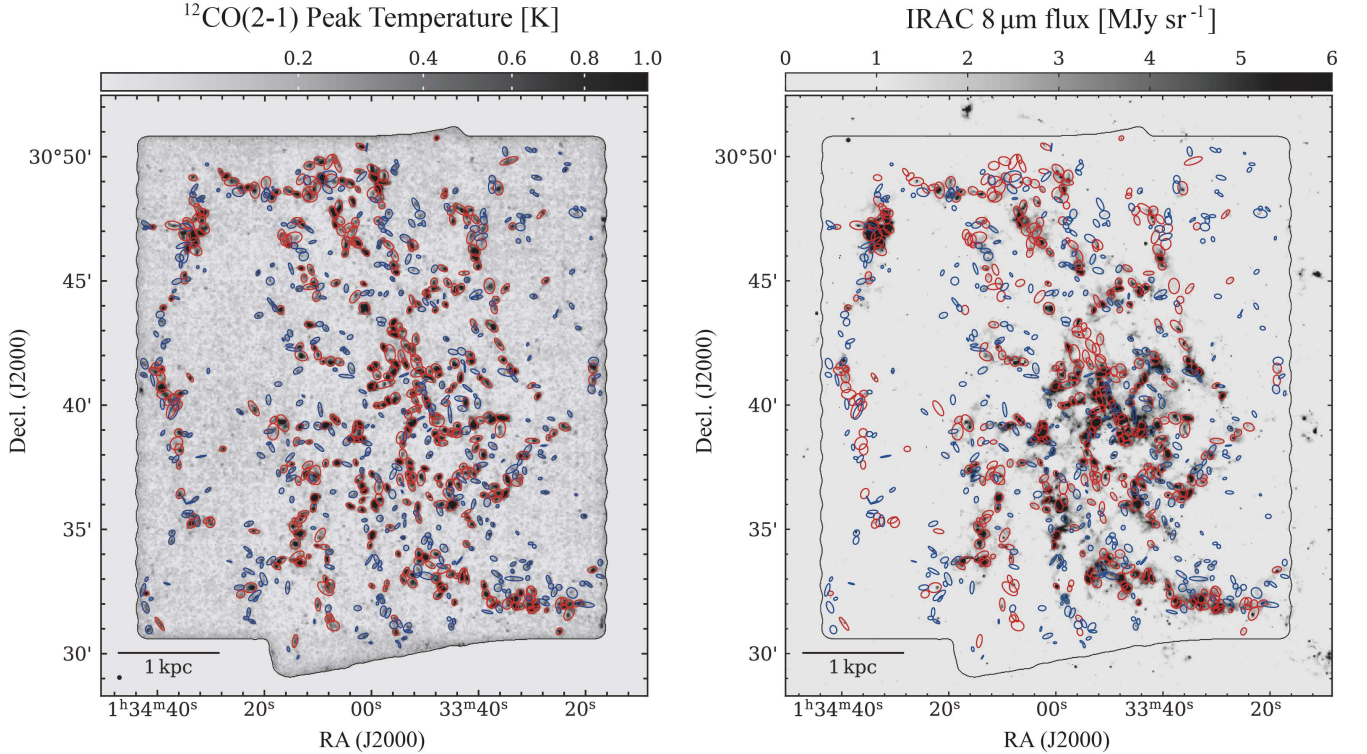 ¹²CO(2-1) Peak Temperature [K]
0.2 0.4 0.6 0.8 1.0
30°50'
45'
40'
35'
30'
Decl. (J2000)
1 kpc
1ʰ34ᵐ40ˢ 20ˢ 00ˢ 33ᵐ40ˢ 20ˢ
RA (J2000)
IRAC 8 μm flux [MJy sr⁻¹]
0 1 2 3 4 5 6
30°50'
45'
40'
35'
30'
Decl. (J2000)
1 kpc
1ʰ34ᵐ40ˢ 20ˢ 00ˢ 33ᵐ40ˢ 20ˢ
RA (J2000)